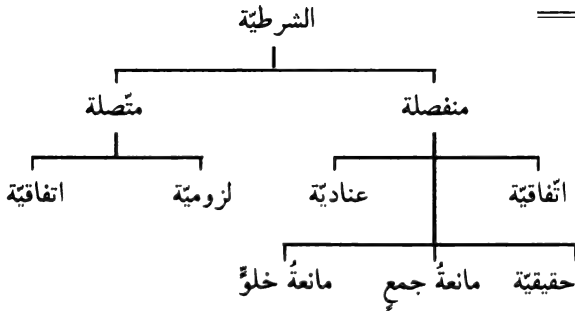 الشرطيّة
منفصلة متّصلة
اتّفاقيّة عناديّة لزوميّة اتفاقيّة
حقيقيّة مانعةُ جمعٍ مانعةُ خلوٍّ